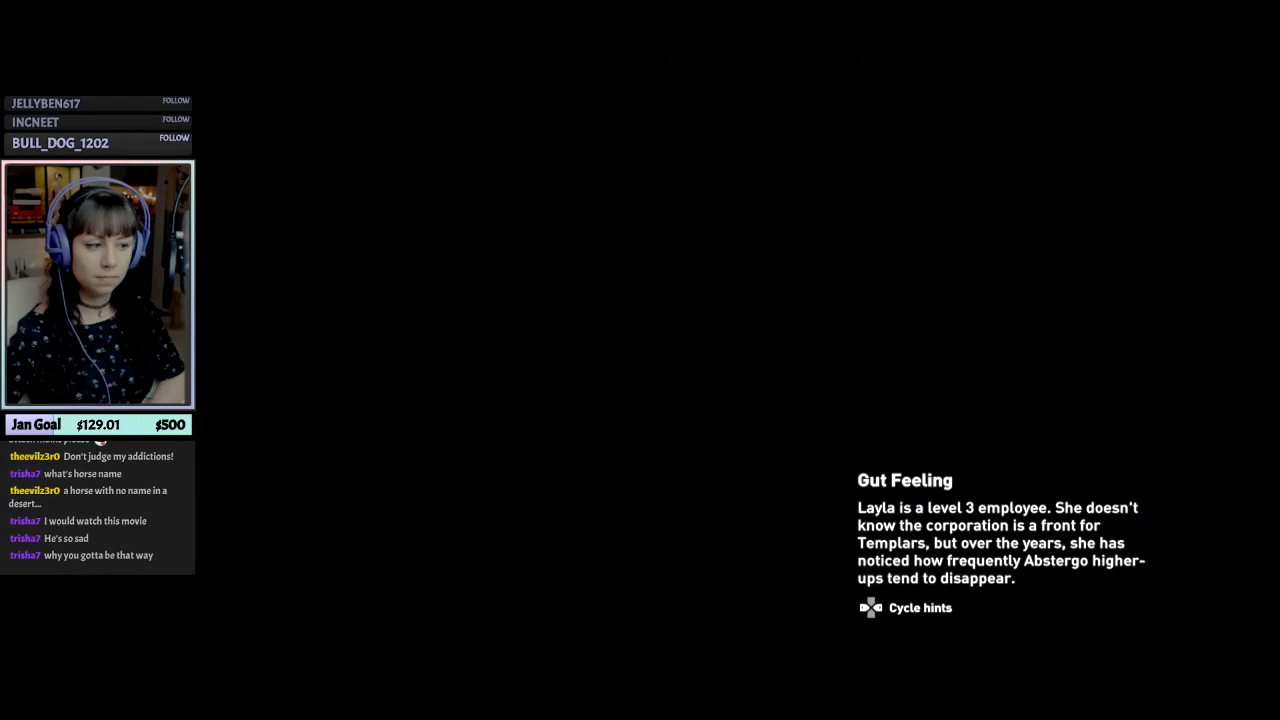 JELLYBEN617 FOLLOW
INCNEET FOLLOW
BULL_DOG_1202 FOLLOW
Jan Goal $129.01 $500
theevilz3r0 Don't judge my addictions!
trisha7 what's horse name
theevilz3r0 a horse with no name in a
desert...
trisha7 I would watch this movie
trisha7 He's so sad
trisha7 why you gotta be that way
Gut Feeling
Layla is a level 3 employee. She doesn't
know the corporation is a front for
Templars, but over the years, she has
noticed how frequently Abstergo higher-
ups tend to disappear.
Cycle hints